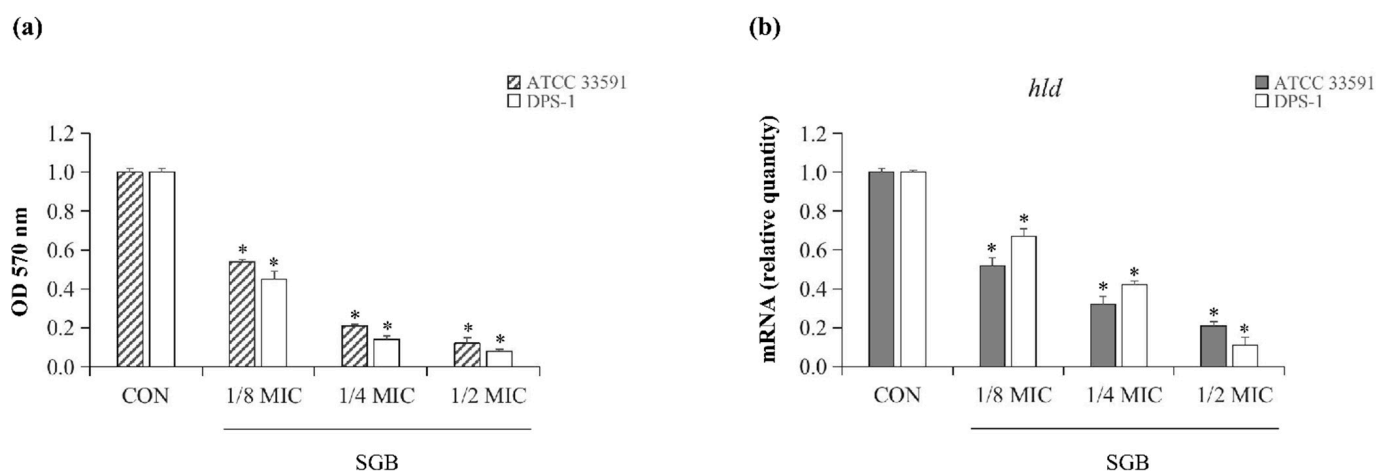 (a)
ATCC 33591
DPS-1
OD 570 nm
1.2
1.0
0.8
0.6
0.4
0.2
0.0
* *
* *
* *
CON 1/8 MIC 1/4 MIC 1/2 MIC
SGB
(b)
hld
ATCC 33591
DPS-1
mRNA (relative quantity)
1.2
1.0
0.8
0.6
0.4
0.2
0.0
* *
* *
* *
CON 1/8 MIC 1/4 MIC 1/2 MIC
SGB